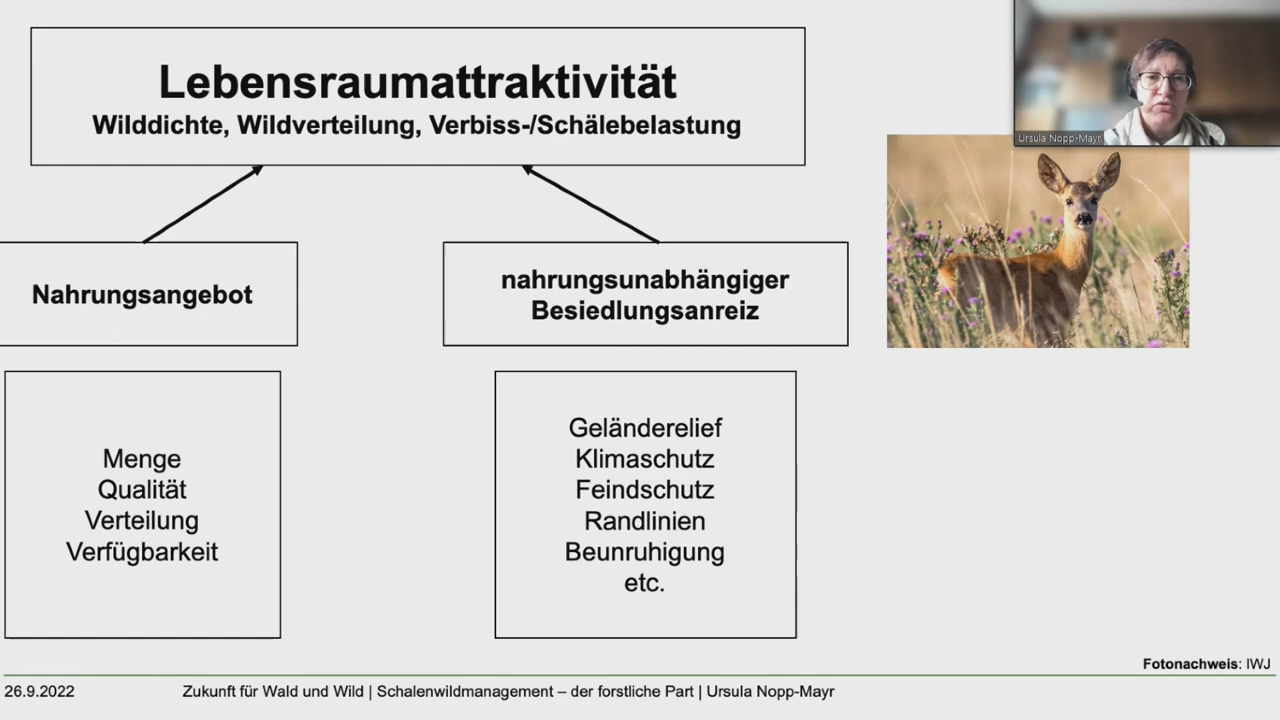 Lebensraumattraktivität
Wilddichte, Wildverteilung, Verbiss-/Schälebelastung
Ursula Nopp-Mayr
Nahrungsangebot
nahrungsunabhängiger
Besiedlungsanreiz
Menge
Qualität
Verteilung
Verfügbarkeit
Geländerelief
Klimaschutz
Feindschutz
Randlinien
Beunruhigung
etc.
Fotonachweis: IWJ
26.9.2022
Zukunft für Wald und Wild | Schalenwildmanagement – der forstliche Part | Ursula Nopp-Mayr